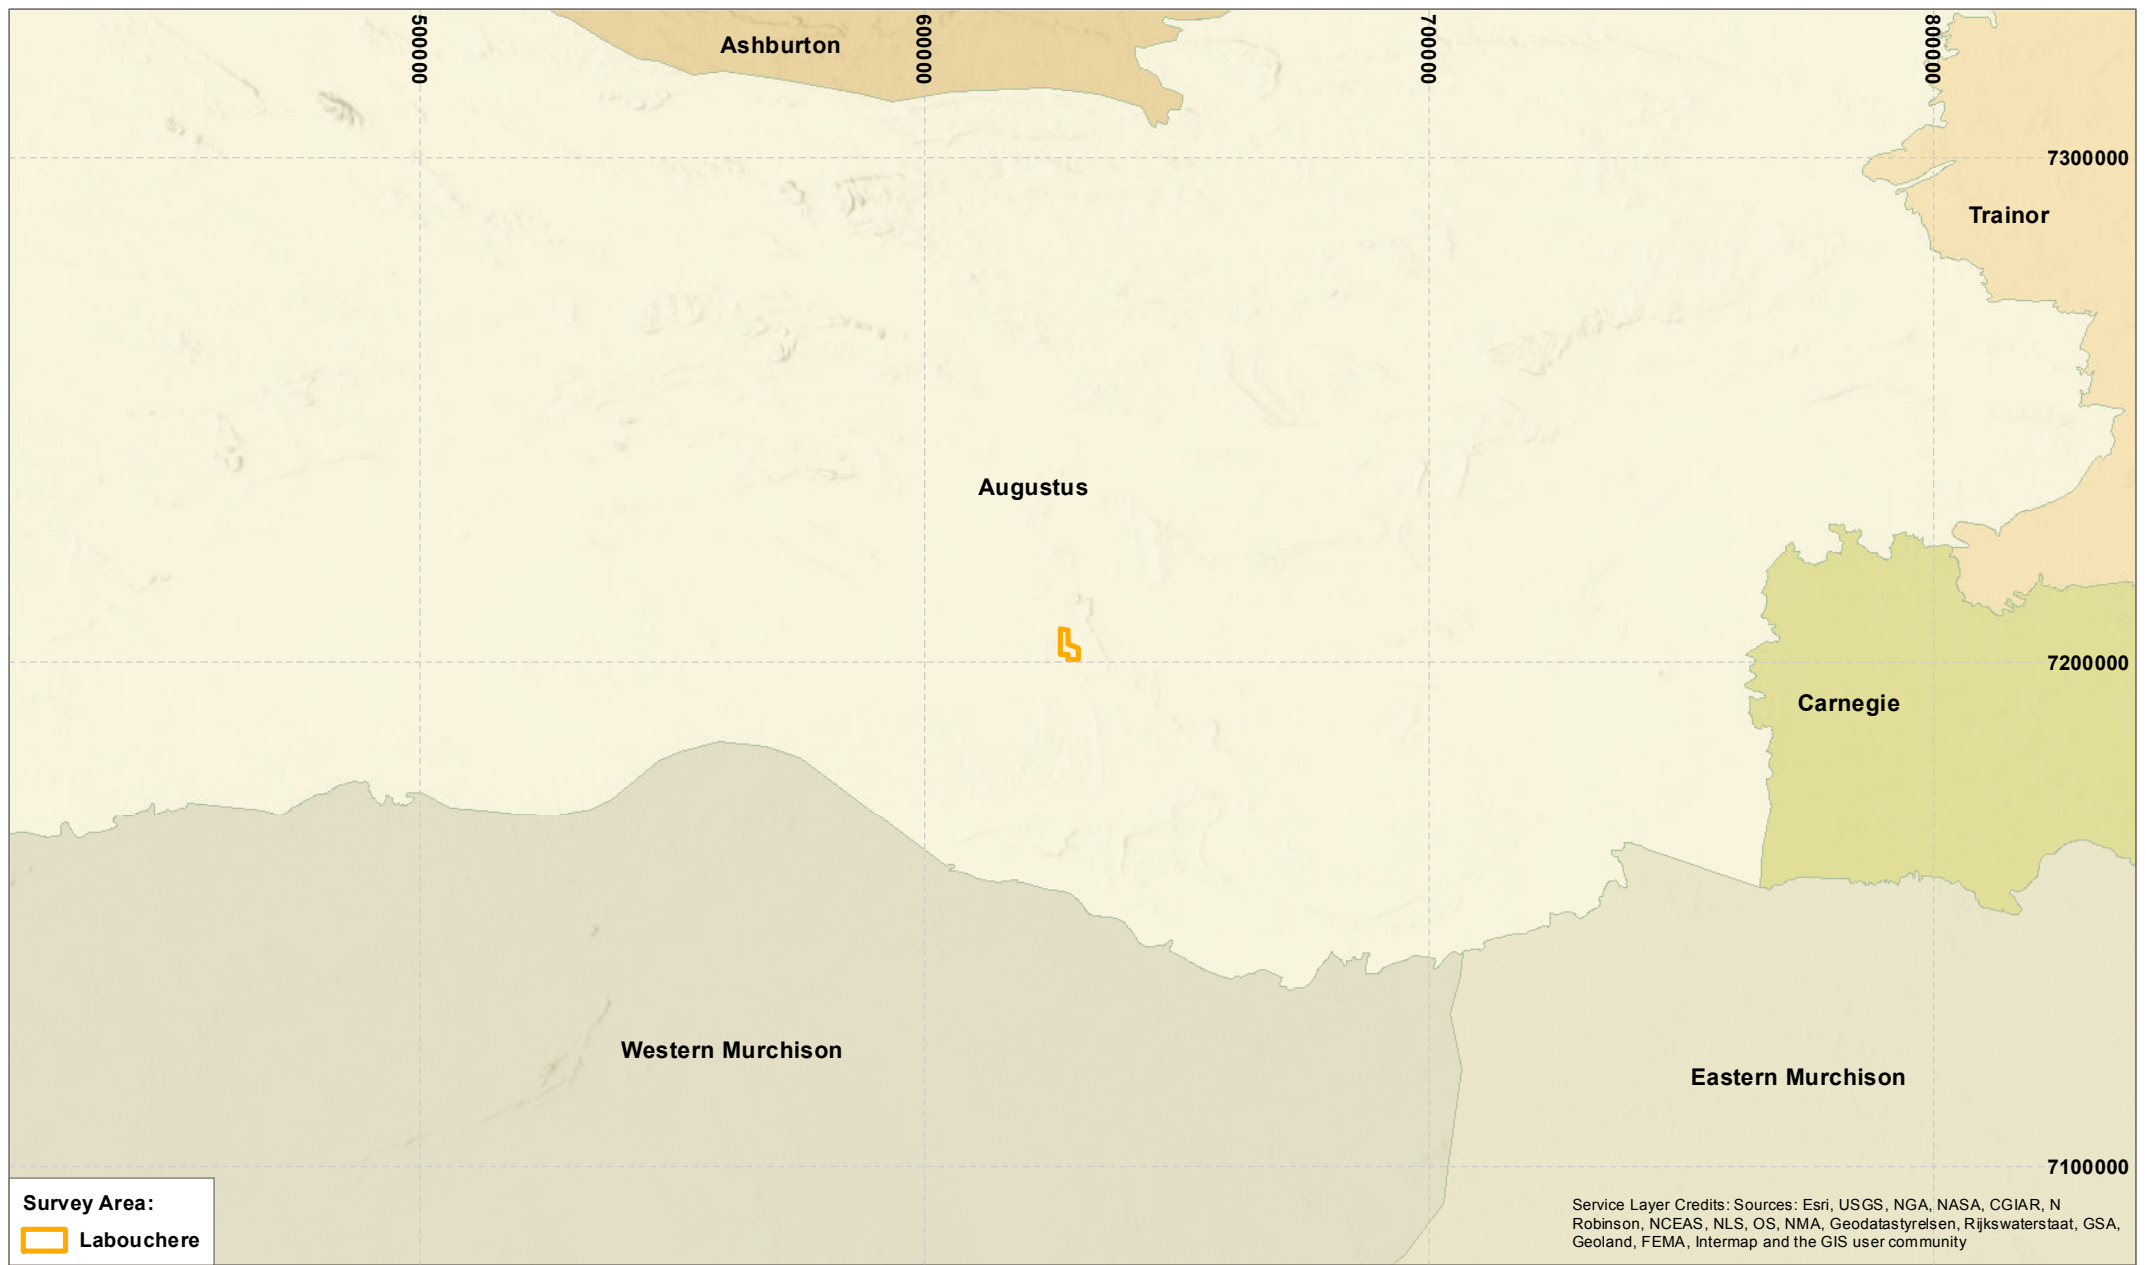 500000
600000
700000
800000
Ashburton
7300000
Trainor
Augustus
7200000
Carnegie
Western Murchison
Eastern Murchison
7100000
Survey Area:
Labouchere
Service Layer Credits: Sources: Esri, USGS, NGA, NASA, CGIAR, N
Robinson, NCEAS, NLS, OS, NMA, Geodatastyrelsen, Rijkswaterstaat, GSA,
Geoland, FEMA, Intermap and the GIS user community